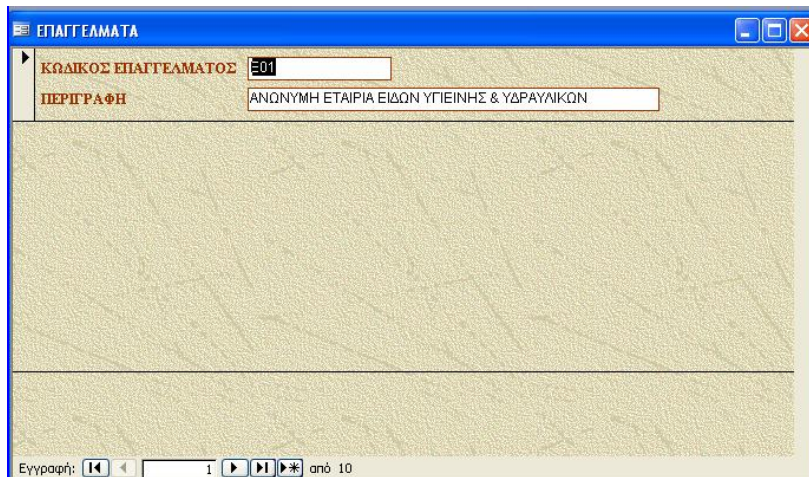 ΕΠΑΓΓΕΛΜΑΤΑ
ΚΩΔΙΚΟΣ ΕΠΑΓΓΕΛΜΑΤΟΣ Ε01
ΠΕΡΙΓΡΑΦΗ ΑΝΩΝΥΜΗ ΕΤΑΙΡΙΑ ΕΙΔΩΝ ΥΓΙΕΙΝΗΣ & ΥΔΡΑΥΛΙΚΩΝ
Εγγραφή: 1 από 10